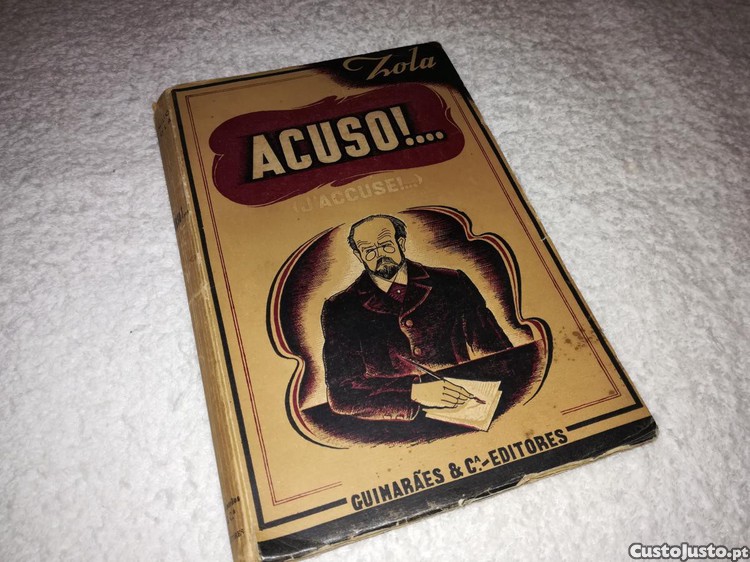 Zola
ACUSO!....
(J'ACCUSE!...)
GUIMARÃES & Cª.-EDITORES
CustoJusto.pt